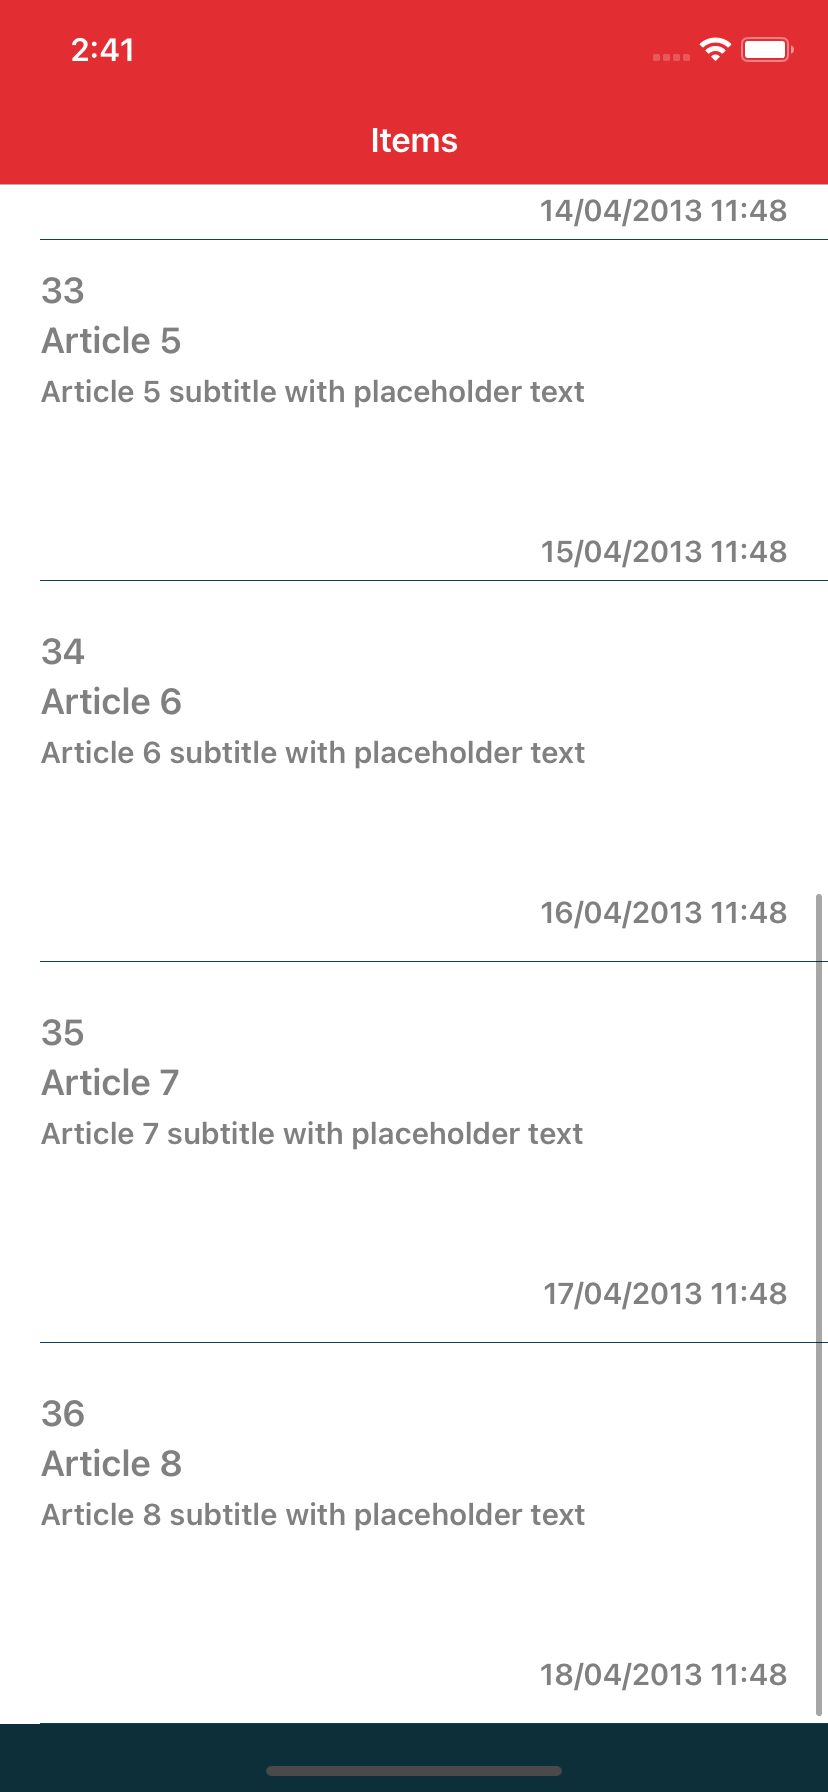 2:41
Items
14/04/2013 11:48
33
Article 5
Article 5 subtitle with placeholder text
15/04/2013 11:48
34
Article 6
Article 6 subtitle with placeholder text
16/04/2013 11:48
35
Article 7
Article 7 subtitle with placeholder text
17/04/2013 11:48
36
Article 8
Article 8 subtitle with placeholder text
18/04/2013 11:48